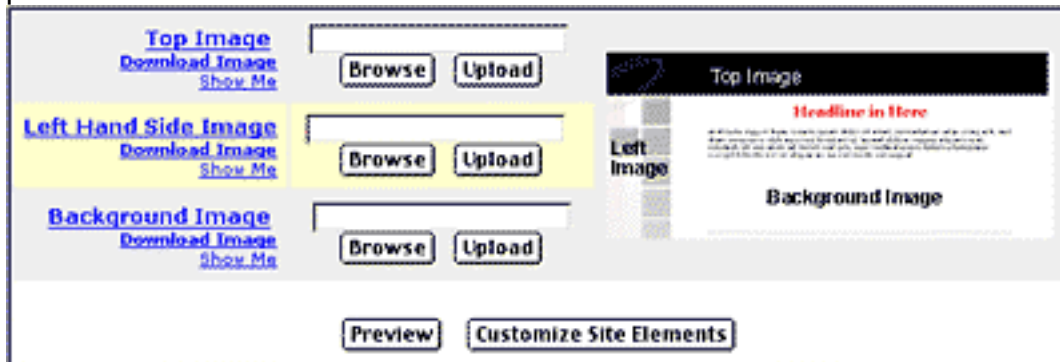 Top Image
Download Image
Show Me
Browse
Upload
Left Hand Side Image
Download Image
Show Me
Browse
Upload
Background Image
Download Image
Show Me
Browse
Upload
Top Image
Headline in Here
Left
Image
Background Image
Preview
Customize Site Elements